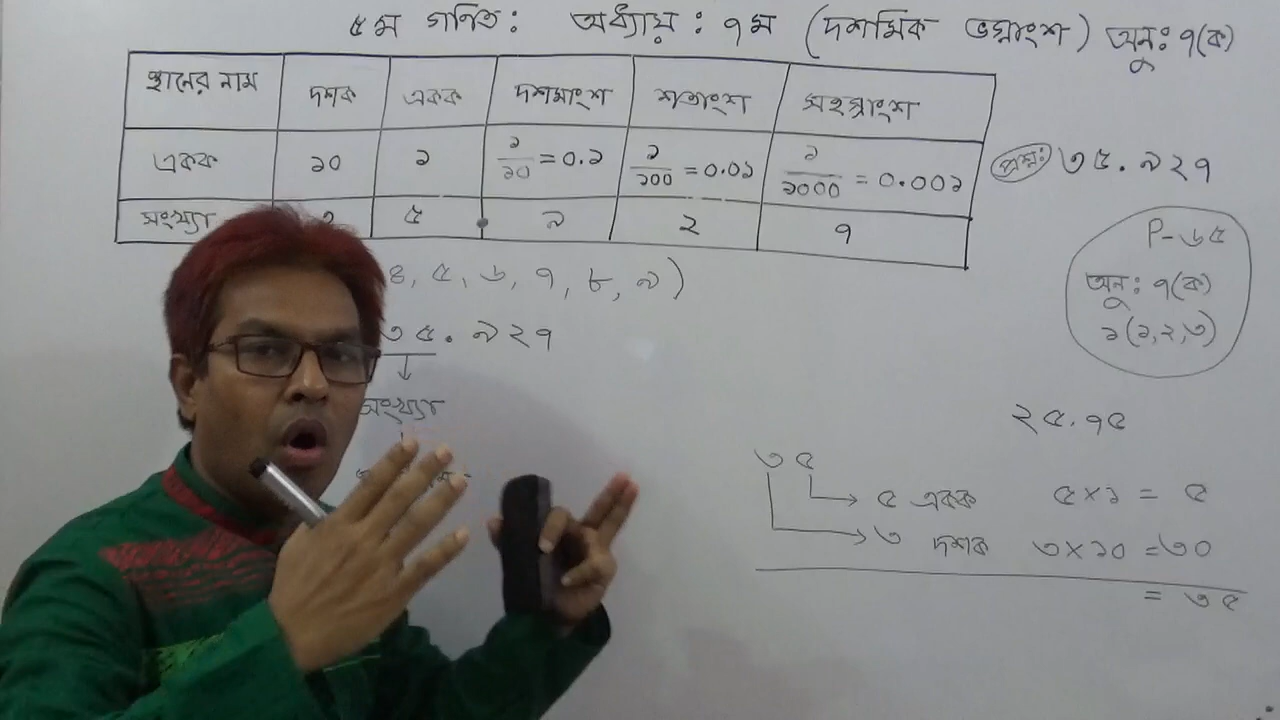 ৫ম গণিত: অধ্যায়: ৭ম (দশমিক ভগ্নাংশ) অনু: ৭(ক)
স্থানের নাম দশক একক দশমাংশ শতাংশ সহস্রাংশ
একক ১০ ১ ১/১০ = ০.১ ১/১০০ = ০.০১ ১/১০০০ = ০.০০১
সংখ্যা ৫ . ৯ ২ ৭
প্রশ্ন: ৩৫.৯২৭
P-৬৫
অনু: ৭(ক)
১(১,২,৩)
৪, ৫, ৬, ৭, ৮, ৯)
৩৫.৯২৭
সংখ্যা
২৫.৭৫
৩৫
৫ একক ৫×১ = ৫
৩ দশক ৩×১০ = ৩০
= ৩৫